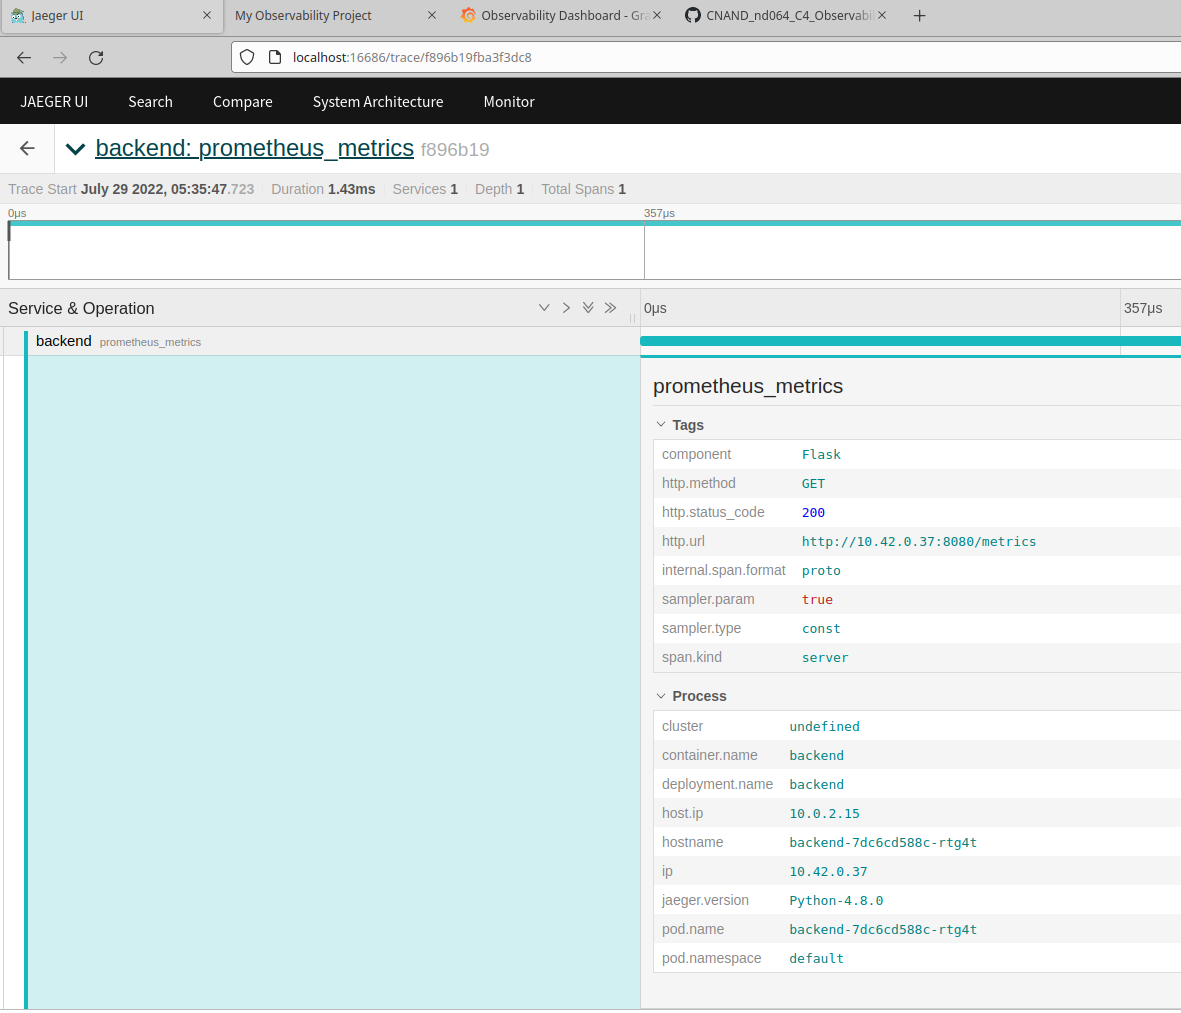 Jaeger UI
My Observability Project
Observability Dashboard - Gra
CNAND_nd064_C4_Observabil
localhost:16686/trace/f896b19fba3f3dc8
JAEGER UI Search Compare System Architecture Monitor
backend: prometheus_metrics f896b19
Trace Start July 29 2022, 05:35:47.723 Duration 1.43ms Services 1 Depth 1 Total Spans 1
0μs 357μs
Service & Operation 0μs 357μs
backend prometheus_metrics
prometheus_metrics
Tags
component Flask
http.method GET
http.status_code 200
http.url http://10.42.0.37:8080/metrics
internal.span.format proto
sampler.param true
sampler.type const
span.kind server
Process
cluster undefined
container.name backend
deployment.name backend
host.ip 10.0.2.15
hostname backend-7dc6cd588c-rtg4t
ip 10.42.0.37
jaeger.version Python-4.8.0
pod.name backend-7dc6cd588c-rtg4t
pod.namespace default